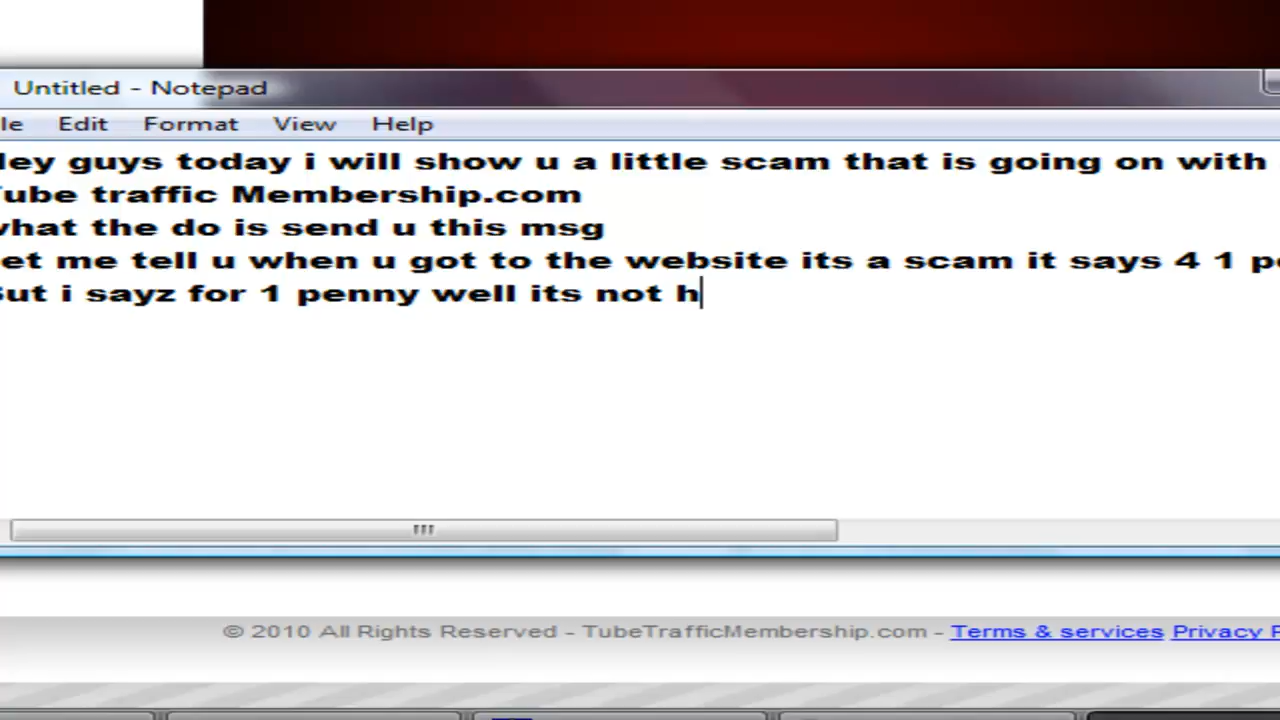 Untitled - Notepad
le Edit Format View Help
ey guys today i will show u a little scam that is going on with
Tube traffic Membership.com
what the do is send u this msg
et me tell u when u got to the website its a scam it says 4 1 pe
But i sayz for 1 penny well its not h
© 2010 All Rights Reserved - TubeTrafficMembership.com - Terms & services Privacy P